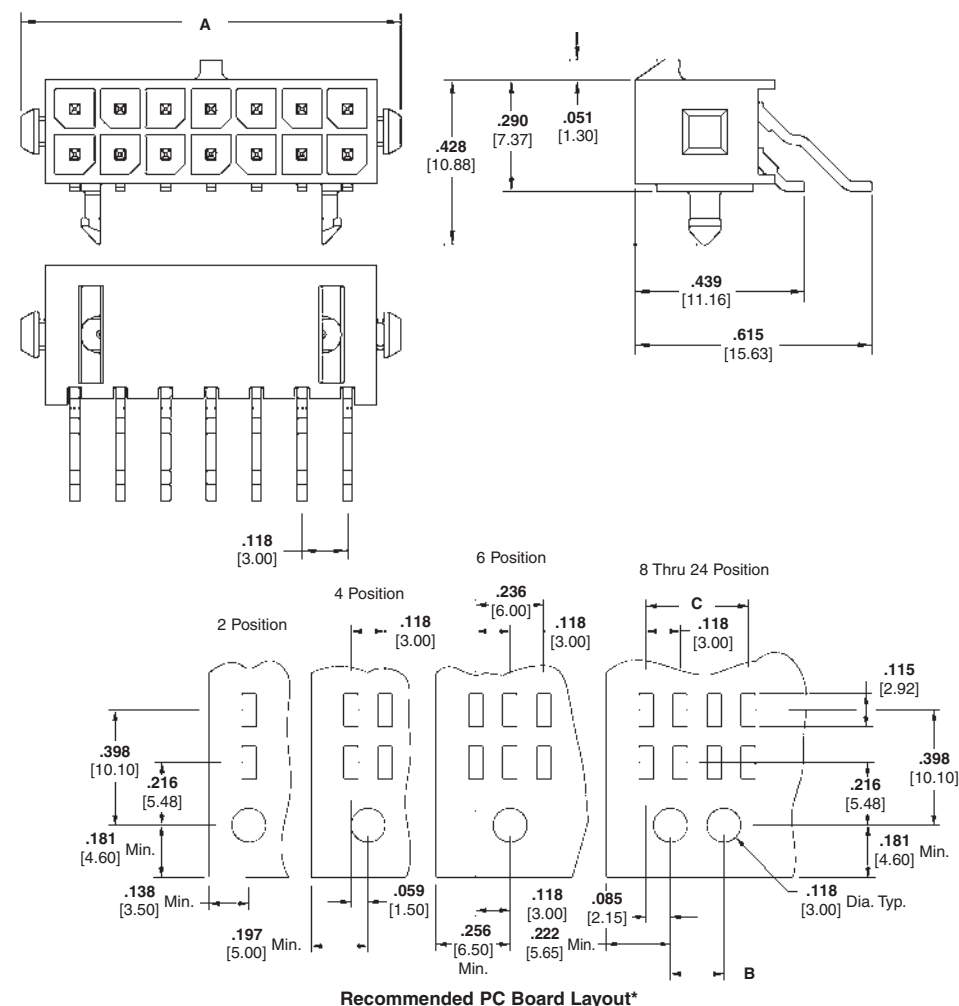 A
.428
[10.88]
.290
[7.37]
.051
[1.30]
.439
[11.16]
.615
[15.63]
.118
[3.00]
2 Position
4 Position
6 Position
8 Thru 24 Position
.118
[3.00]
.236
[6.00]
.118
[3.00]
C
.118
[3.00]
.115
[2.92]
.398
[10.10]
.216
[5.48]
.181
[4.60] Min.
.138
[3.50] Min.
.197
[5.00] Min.
.059
[1.50]
.118
[3.00]
.256
[6.50]
Min.
.085
[2.15]
.222
[5.65] Min.
.398
[10.10]
.216
[5.48]
.181
[4.60] Min.
.118
[3.00] Dia. Typ.
B
Recommended PC Board Layout*